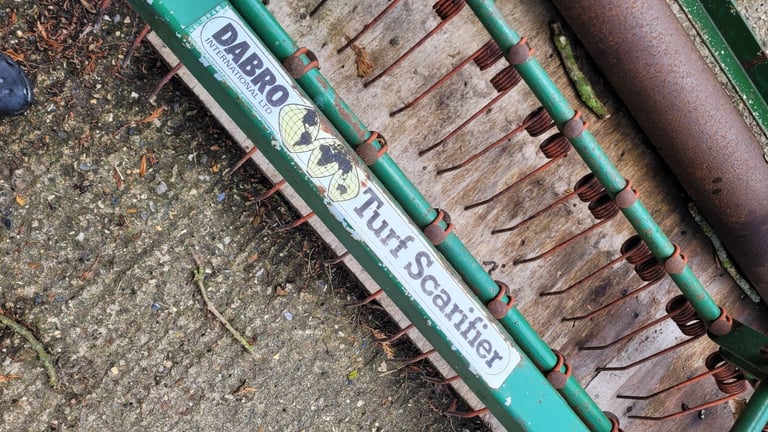 DABRO
INTERNATIONAL LTD
Turf Scarifier